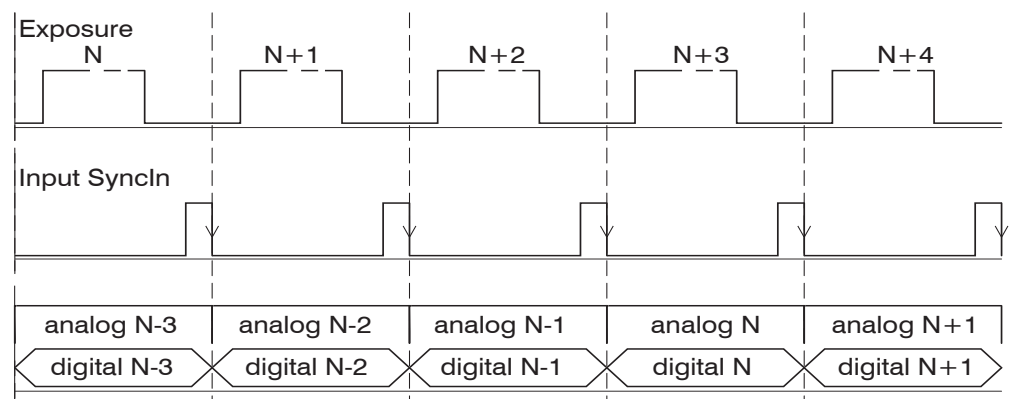 Exposure
N N+1 N+2 N+3 N+4
Input SyncIn
analog N-3 analog N-2 analog N-1 analog N analog N+1
digital N-3 digital N-2 digital N-1 digital N digital N+1